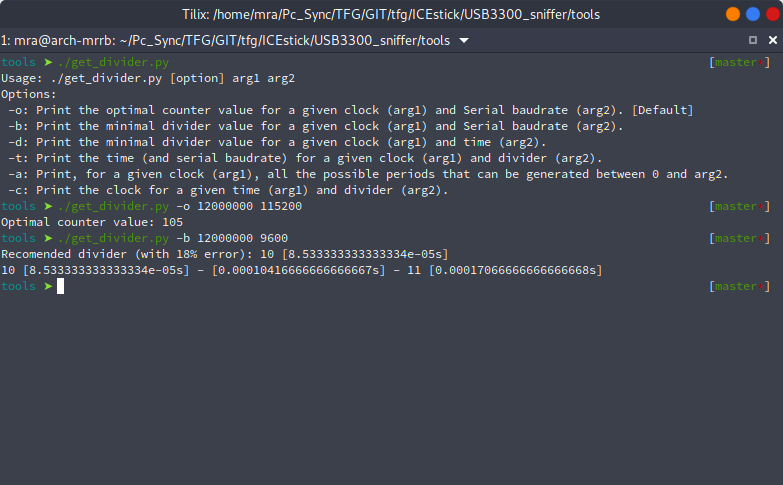 Tilix: /home/mra/Pc_Sync/TFG/GIT/tfg/ICEstick/USB3300_sniffer/tools
1: mra@arch-mrrb: ~/Pc_Sync/TFG/GIT/tfg/ICEstick/USB3300_sniffer/tools
tools ➤ ./get_divider.py [master⚡]
Usage: ./get_divider.py [option] arg1 arg2
Options:
-o: Print the optimal counter value for a given clock (arg1) and Serial baudrate (arg2). [Default]
-b: Print the minimal divider value for a given clock (arg1) and Serial baudrate (arg2).
-d: Print the minimal divider value for a given clock (arg1) and time (arg2).
-t: Print the time (and serial baudrate) for a given clock (arg1) and divider (arg2).
-a: Print, for a given clock (arg1), all the possible periods that can be generated between 0 and arg2.
-c: Print the clock for a given time (arg1) and divider (arg2).
tools ➤ ./get_divider.py -o 12000000 115200 [master⚡]
Optimal counter value: 105
tools ➤ ./get_divider.py -b 12000000 9600 [master⚡]
Recomended divider (with 18% error): 10 [8.533333333333334e-05s]
10 [8.533333333333334e-05s] - [0.00010416666666666667s] - 11 [0.00017066666666666668s]
tools ➤ [master⚡]